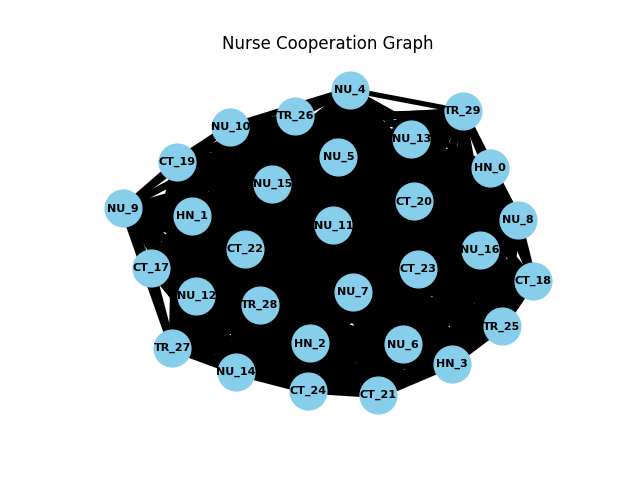 Nurse Cooperation Graph
NU_4
TR_29
TR_26
NU_10
NU_13
NU_5
CT_19
HN_0
NU_15
CT_20
NU_9
HN_1
NU_8
NU_11
CT_22
NU_16
CT_17
CT_23
CT_18
NU_7
NU_12
TR_28
TR_25
HN_2
NU_6
TR_27
HN_3
NU_14
CT_24
CT_21